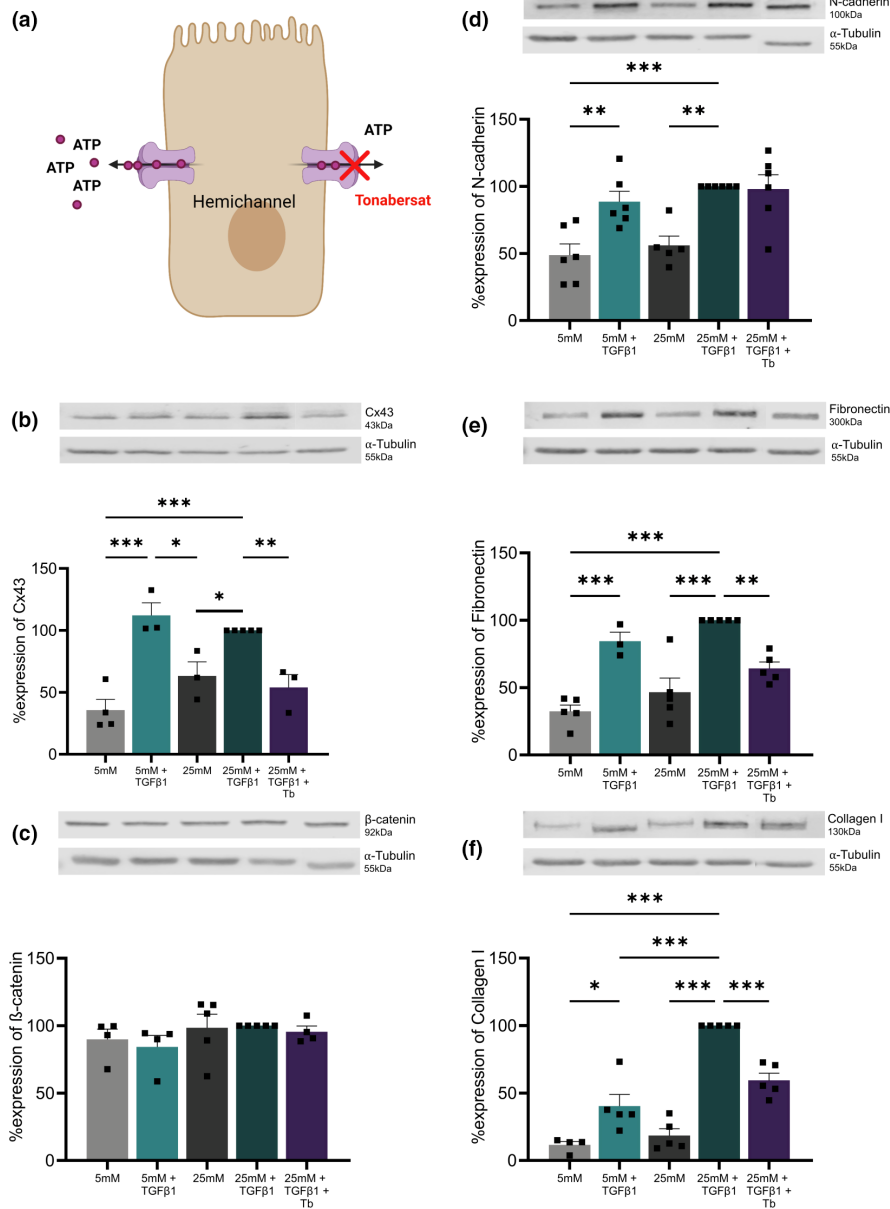 (a)
ATP
ATP
ATP
ATP
Hemichannel
Tonabersat
(b)
Cx43
43kDa
α-Tubulin
55kDa
***
*** * **
*
%expression of Cx43
150
100
50
0
5mM
5mM +
TGFβ1
25mM
25mM +
TGFβ1
25mM +
TGFβ1 +
Tb
(c)
β-catenin
92kDa
α-Tubulin
55kDa
%expression of ß-catenin
150
100
50
0
5mM
5mM +
TGFβ1
25mM
25mM +
TGFβ1
25mM +
TGFβ1 +
Tb
(d)
N-cadherin
100kDa
α-Tubulin
55kDa
***
** **
%expression of N-cadherin
150
100
50
0
5mM
5mM +
TGFβ1
25mM
25mM +
TGFβ1
25mM +
TGFβ1 +
Tb
(e)
Fibronectin
300kDa
α-Tubulin
55kDa
***
*** *** **
%expression of Fibronectin
150
100
50
0
5mM
5mM +
TGFβ1
25mM
25mM +
TGFβ1
25mM +
TGFβ1 +
Tb
(f)
Collagen I
130kDa
α-Tubulin
55kDa
***
***
* *** ***
%expression of Collagen I
150
100
50
0
5mM
5mM +
TGFβ1
25mM
25mM +
TGFβ1
25mM +
TGFβ1 +
Tb